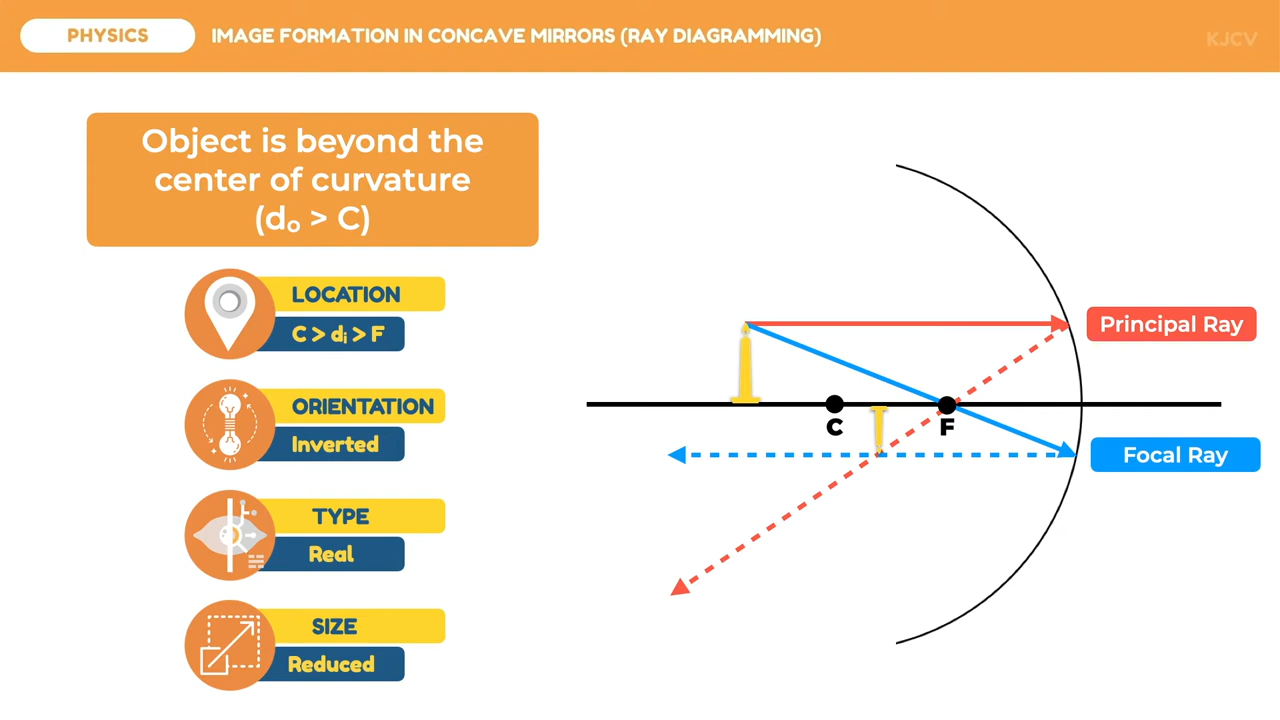 PHYSICS
IMAGE FORMATION IN CONCAVE MIRRORS (RAY DIAGRAMMING)
KJCV
Object is beyond the
center of curvature
(dₒ > C)
LOCATION
C > dᵢ > F
ORIENTATION
Inverted
TYPE
Real
SIZE
Reduced
Principal Ray
C
F
Focal Ray